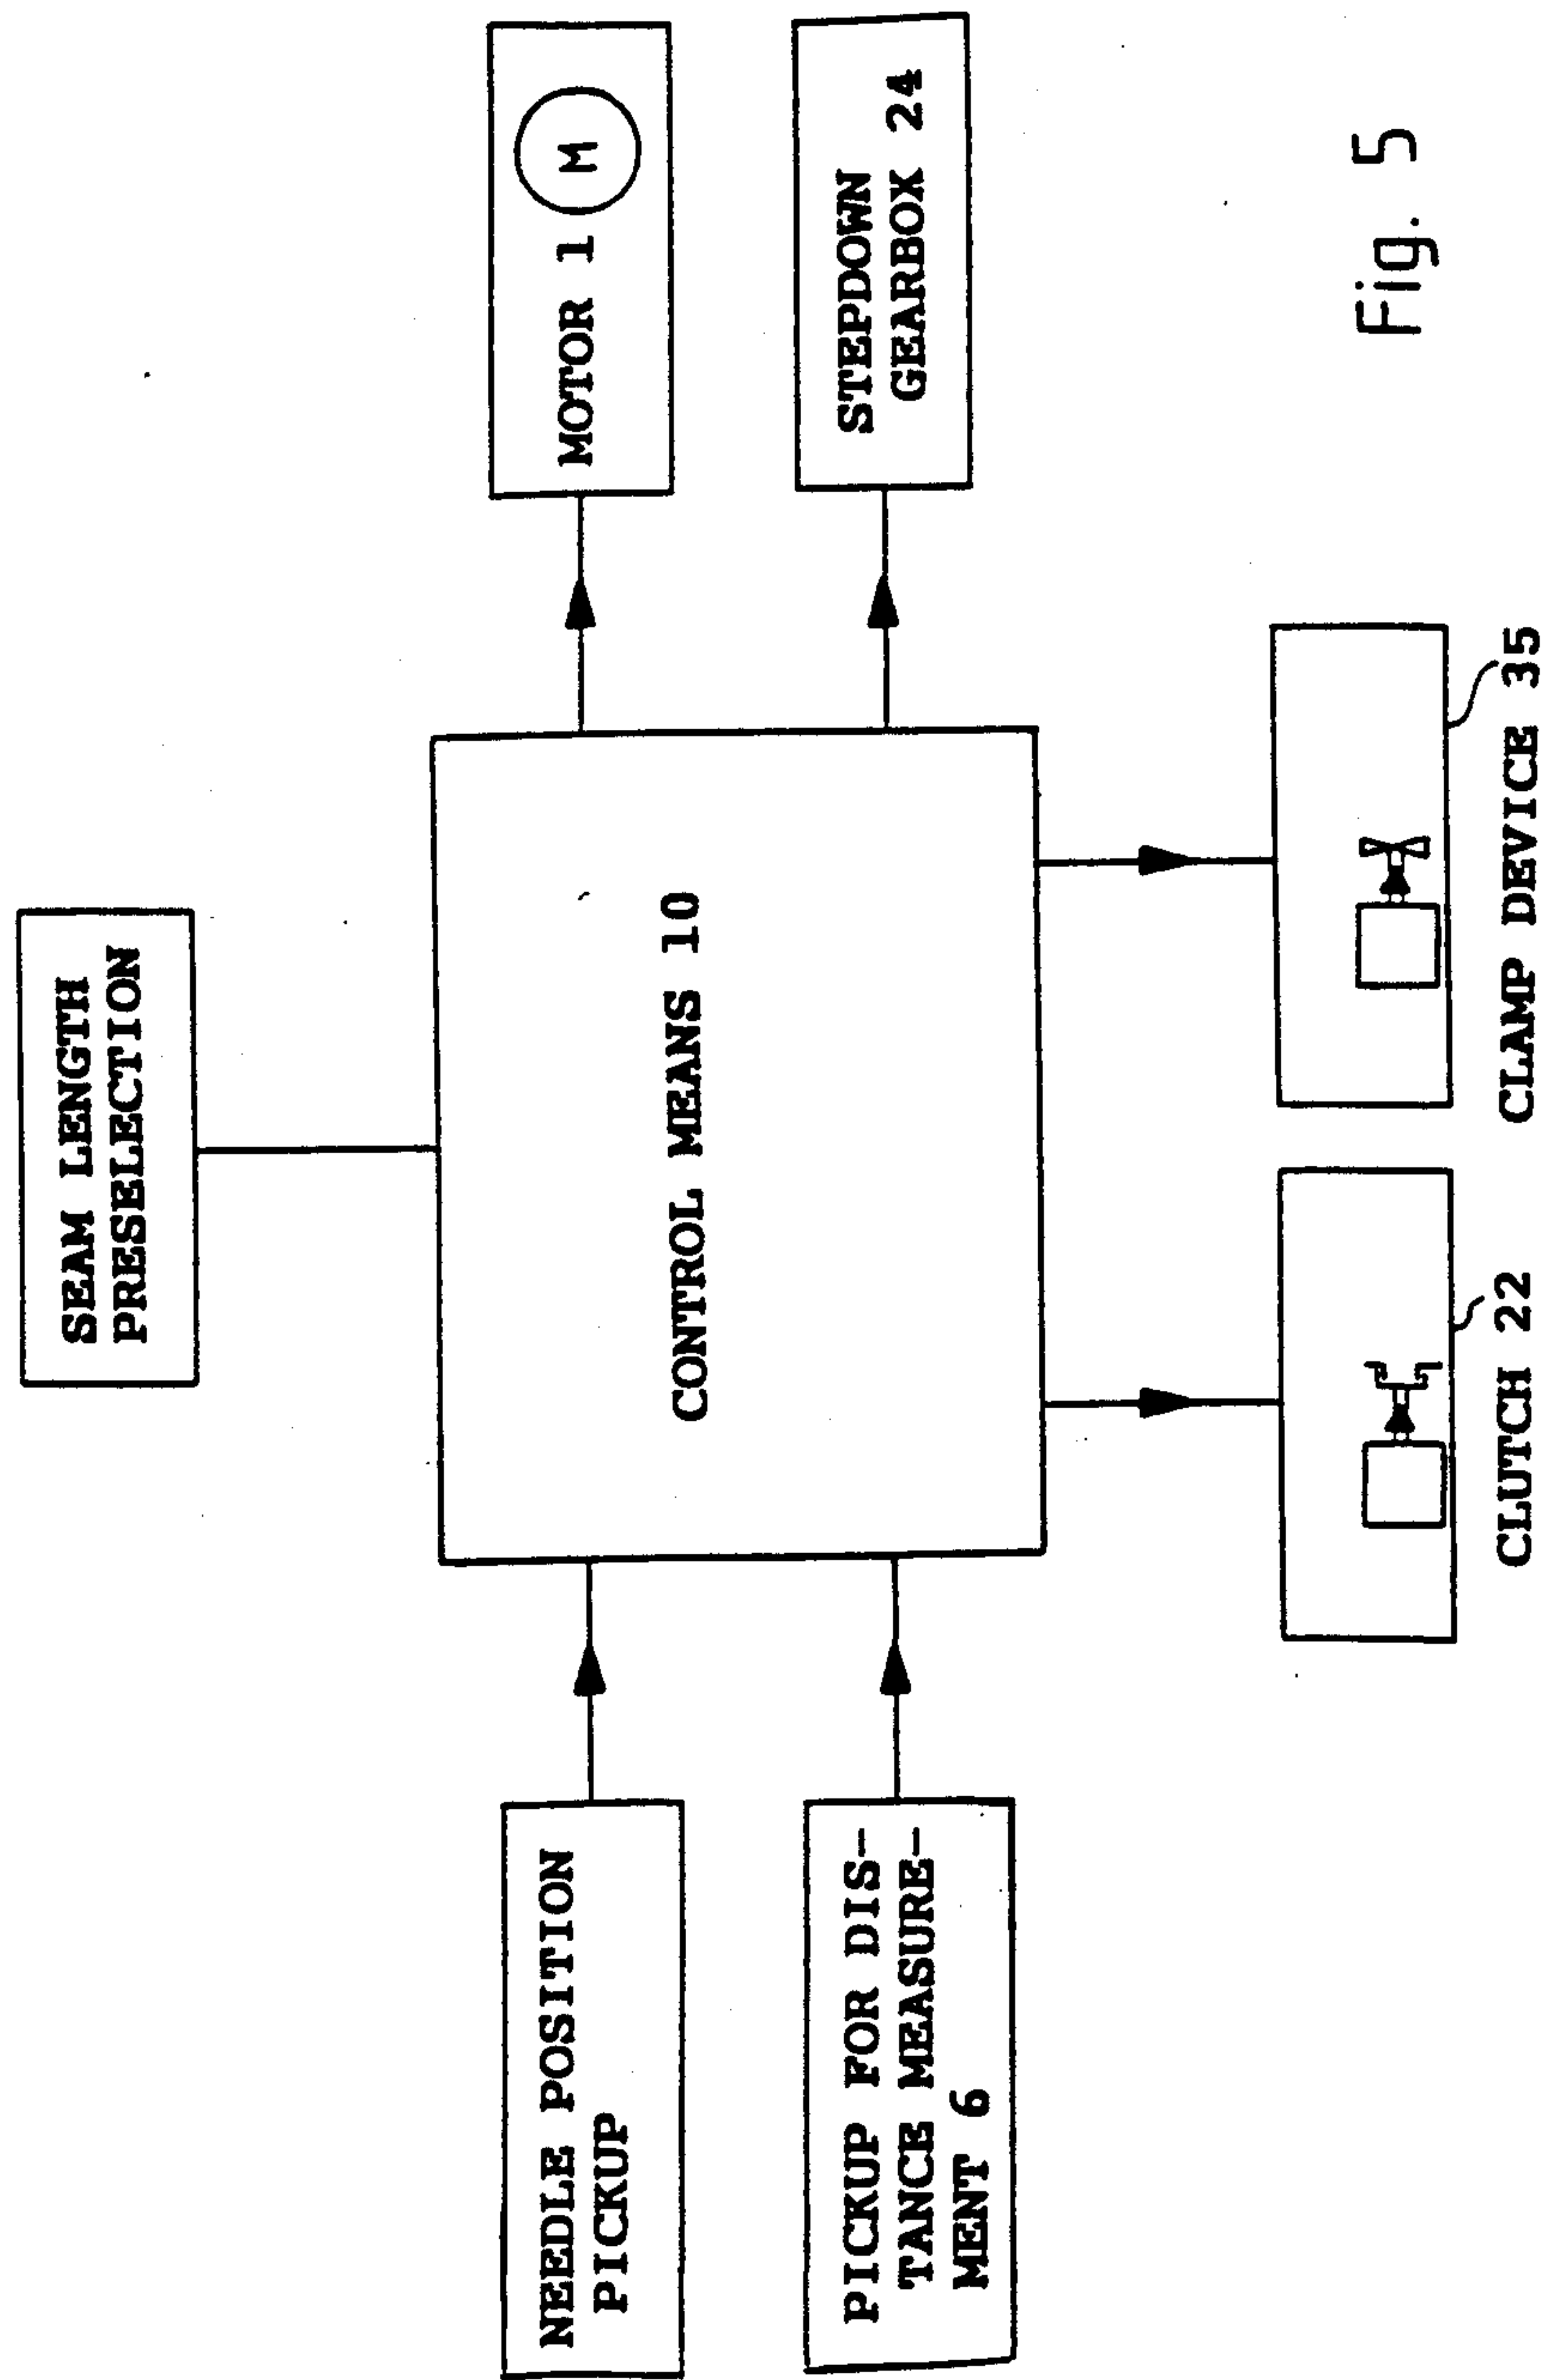 SEAM LENGTH
PRESELECTION
NEEDLE POSITION
PICKUP
PICKUP FOR DIS-
TANCE MEASURE-
MENT 6
CONTROL MEANS 10
MOTOR 1 M
STEPDOWN
GEARBOX 24
CLUTCH 22
CLAMP DEVICE 35
Fig. 5